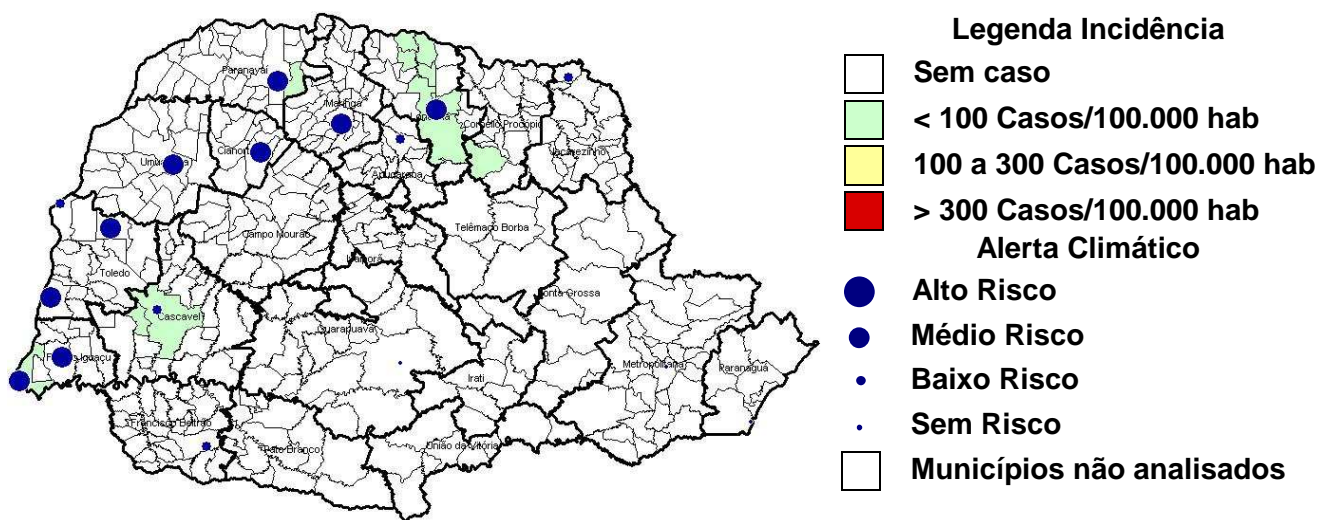 Legenda Incidência
Sem caso
< 100 Casos/100.000 hab
100 a 300 Casos/100.000 hab
> 300 Casos/100.000 hab
Alerta Climático
Alto Risco
Médio Risco
Baixo Risco
Sem Risco
Municípios não analisados
Paranavaí
Maringá
Londrina
Cornélio Procópio
Jacarezinho
Umuarama
Cianorte
Apucarana
Campo Mourão
Ivaiporã
Telêmaco Borba
Toledo
Cascavel
Ponta Grossa
Guarapuava
Foz do Iguaçu
Irati
Metropolitana
Paranaguá
Francisco Beltrão
Pato Branco
União da Vitória